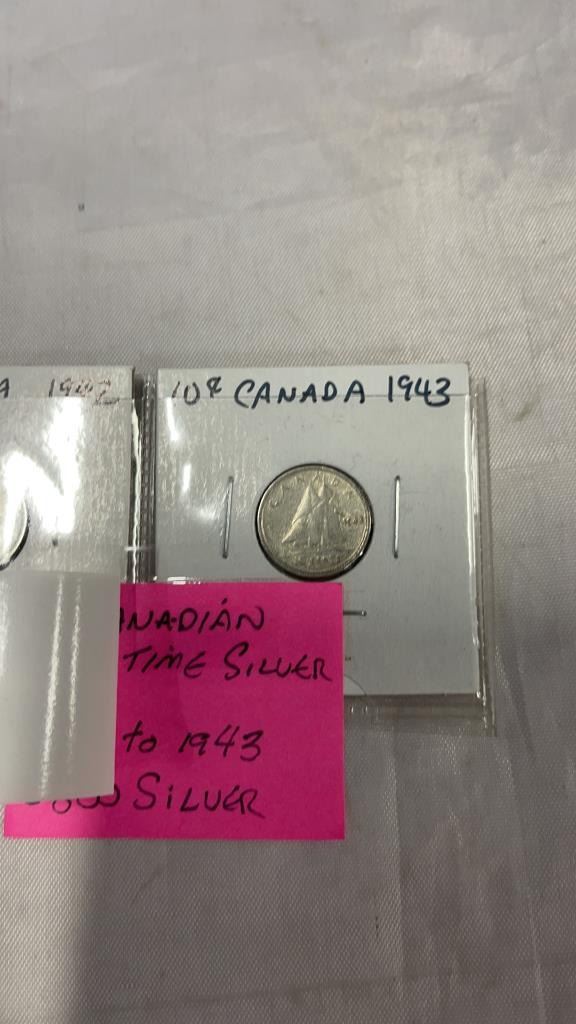 A 1942
10¢ CANADA 1943
CANADA
NADIAN
TIME SILVER
to 1943
SILVER